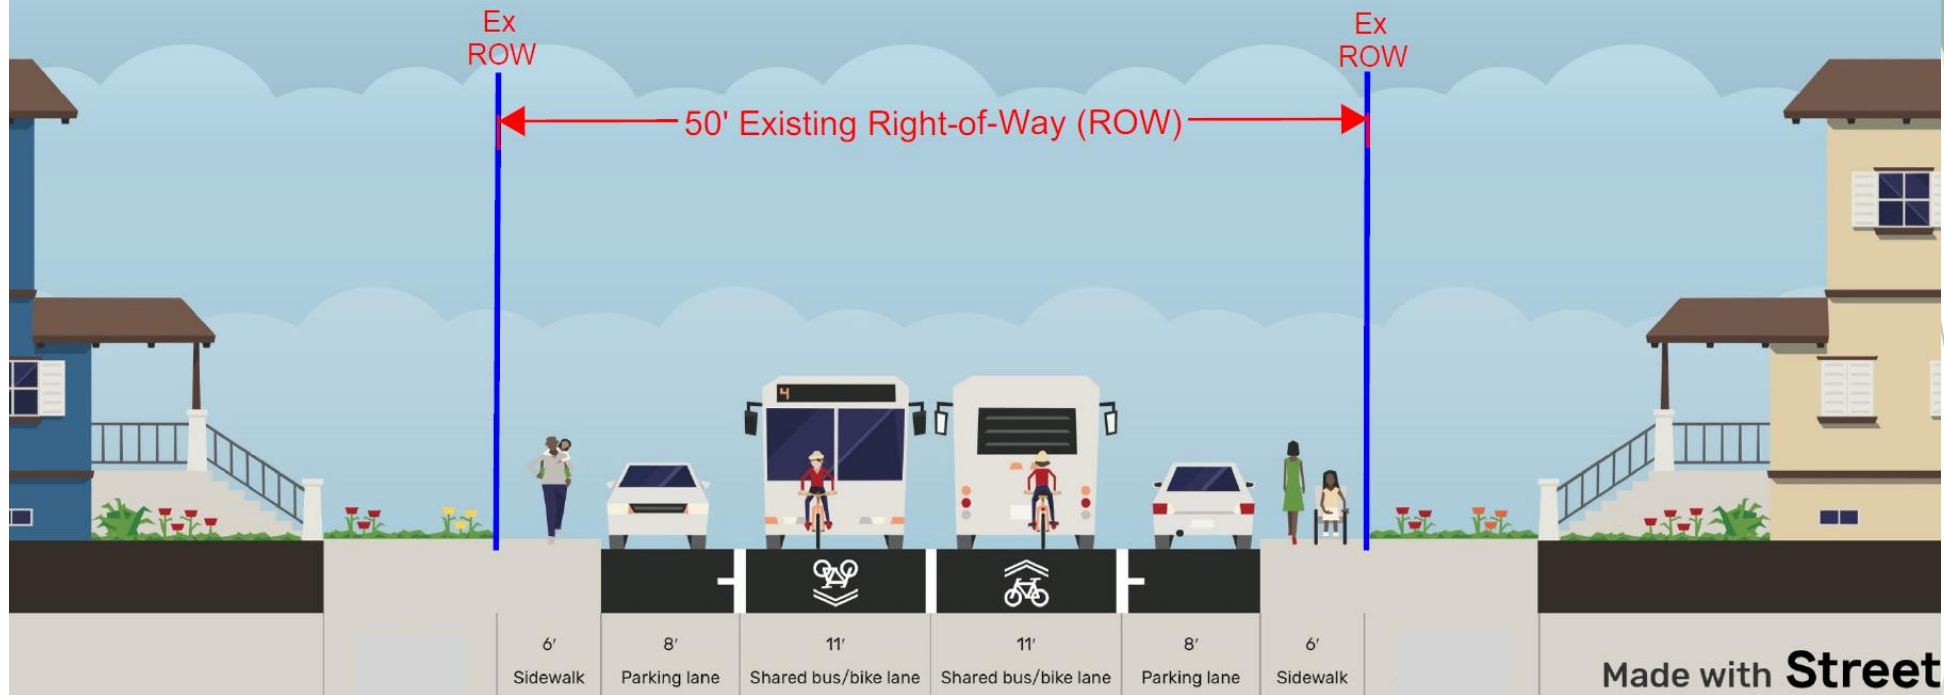 Ex
ROW
Ex
ROW
50' Existing Right-of-Way (ROW)
4
6'
8'
11'
11'
8'
6'
Sidewalk
Parking lane
Shared bus/bike lane
Shared bus/bike lane
Parking lane
Sidewalk
Made with Street